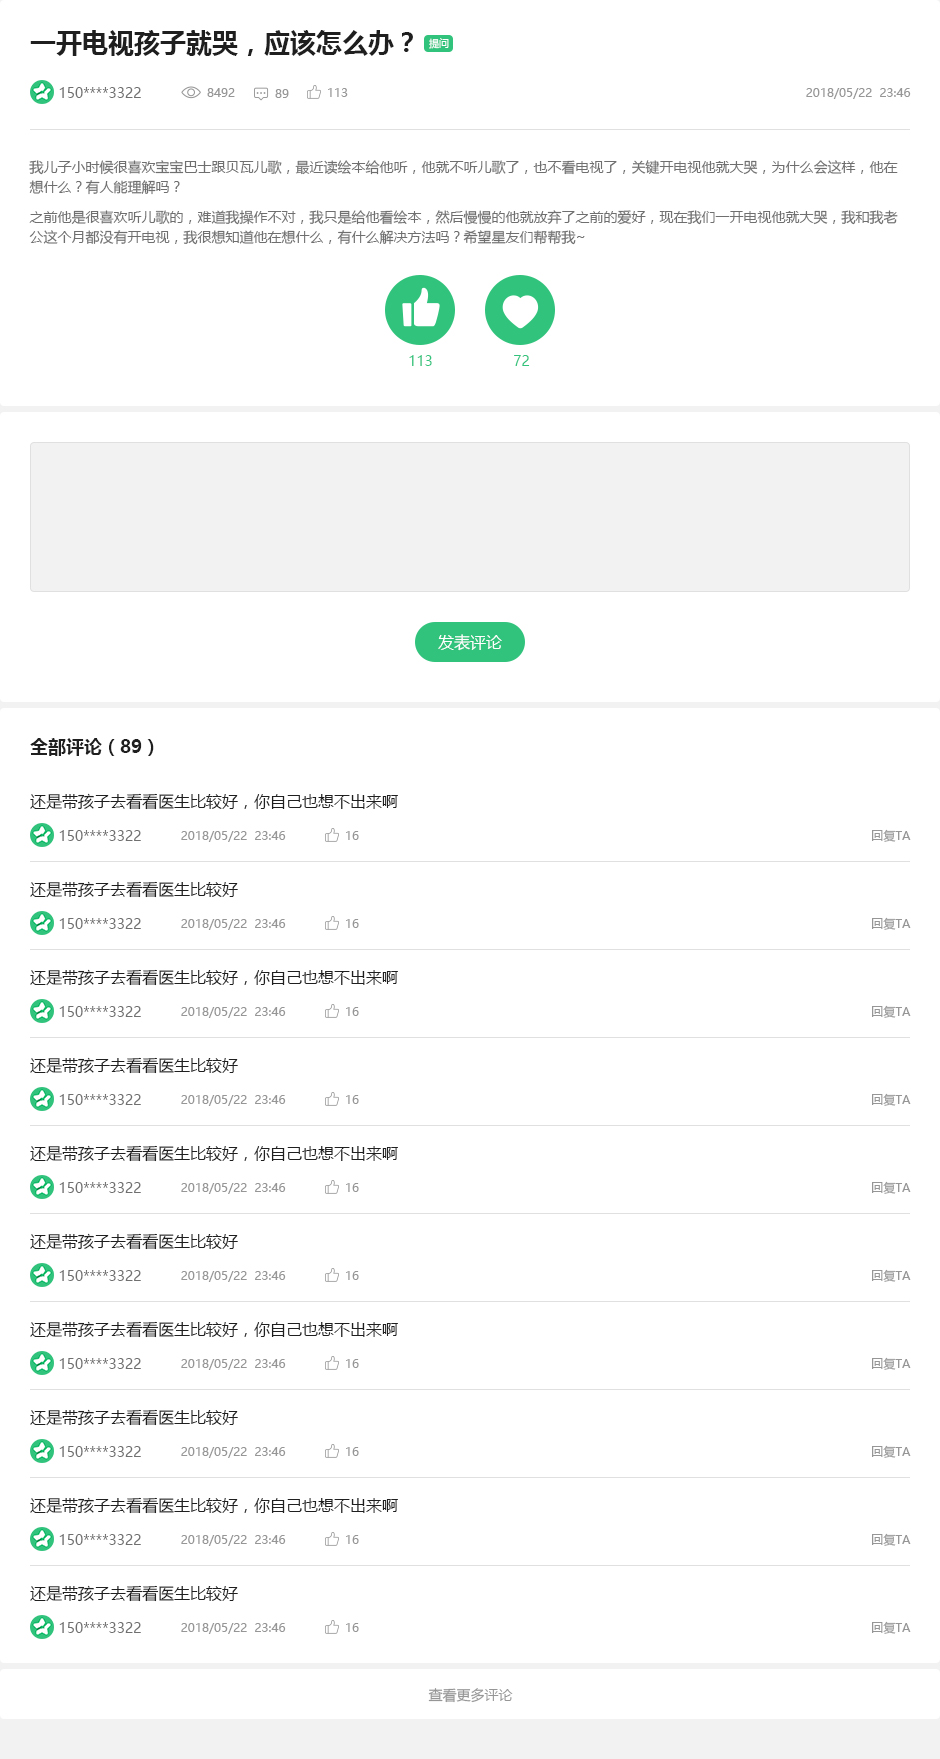 一开电视孩子就哭，应该怎么办？ 提问
150****3322 8492 89 113 2018/05/22 23:46
我儿子小时候很喜欢宝宝巴士跟贝瓦儿歌，最近读绘本给他听，他就不听儿歌了，也不看电视了，关键开电视他就大哭，为什么会这样，他在
想什么？有人能理解吗？
之前他是很喜欢听儿歌的，难道我操作不对，我只是给他看绘本，然后慢慢的他就放弃了之前的爱好，现在我们一开电视他就大哭，我和我老
公这个月都没有开电视，我很想知道他在想什么，有什么解决方法吗？希望星友们帮帮我~
113 72
发表评论
全部评论（89）
还是带孩子去看看医生比较好，你自己也想不出来啊
150****3322 2018/05/22 23:46 16 回复TA
还是带孩子去看看医生比较好
150****3322 2018/05/22 23:46 16 回复TA
还是带孩子去看看医生比较好，你自己也想不出来啊
150****3322 2018/05/22 23:46 16 回复TA
还是带孩子去看看医生比较好
150****3322 2018/05/22 23:46 16 回复TA
还是带孩子去看看医生比较好，你自己也想不出来啊
150****3322 2018/05/22 23:46 16 回复TA
还是带孩子去看看医生比较好
150****3322 2018/05/22 23:46 16 回复TA
还是带孩子去看看医生比较好，你自己也想不出来啊
150****3322 2018/05/22 23:46 16 回复TA
还是带孩子去看看医生比较好
150****3322 2018/05/22 23:46 16 回复TA
还是带孩子去看看医生比较好，你自己也想不出来啊
150****3322 2018/05/22 23:46 16 回复TA
还是带孩子去看看医生比较好
150****3322 2018/05/22 23:46 16 回复TA
查看更多评论